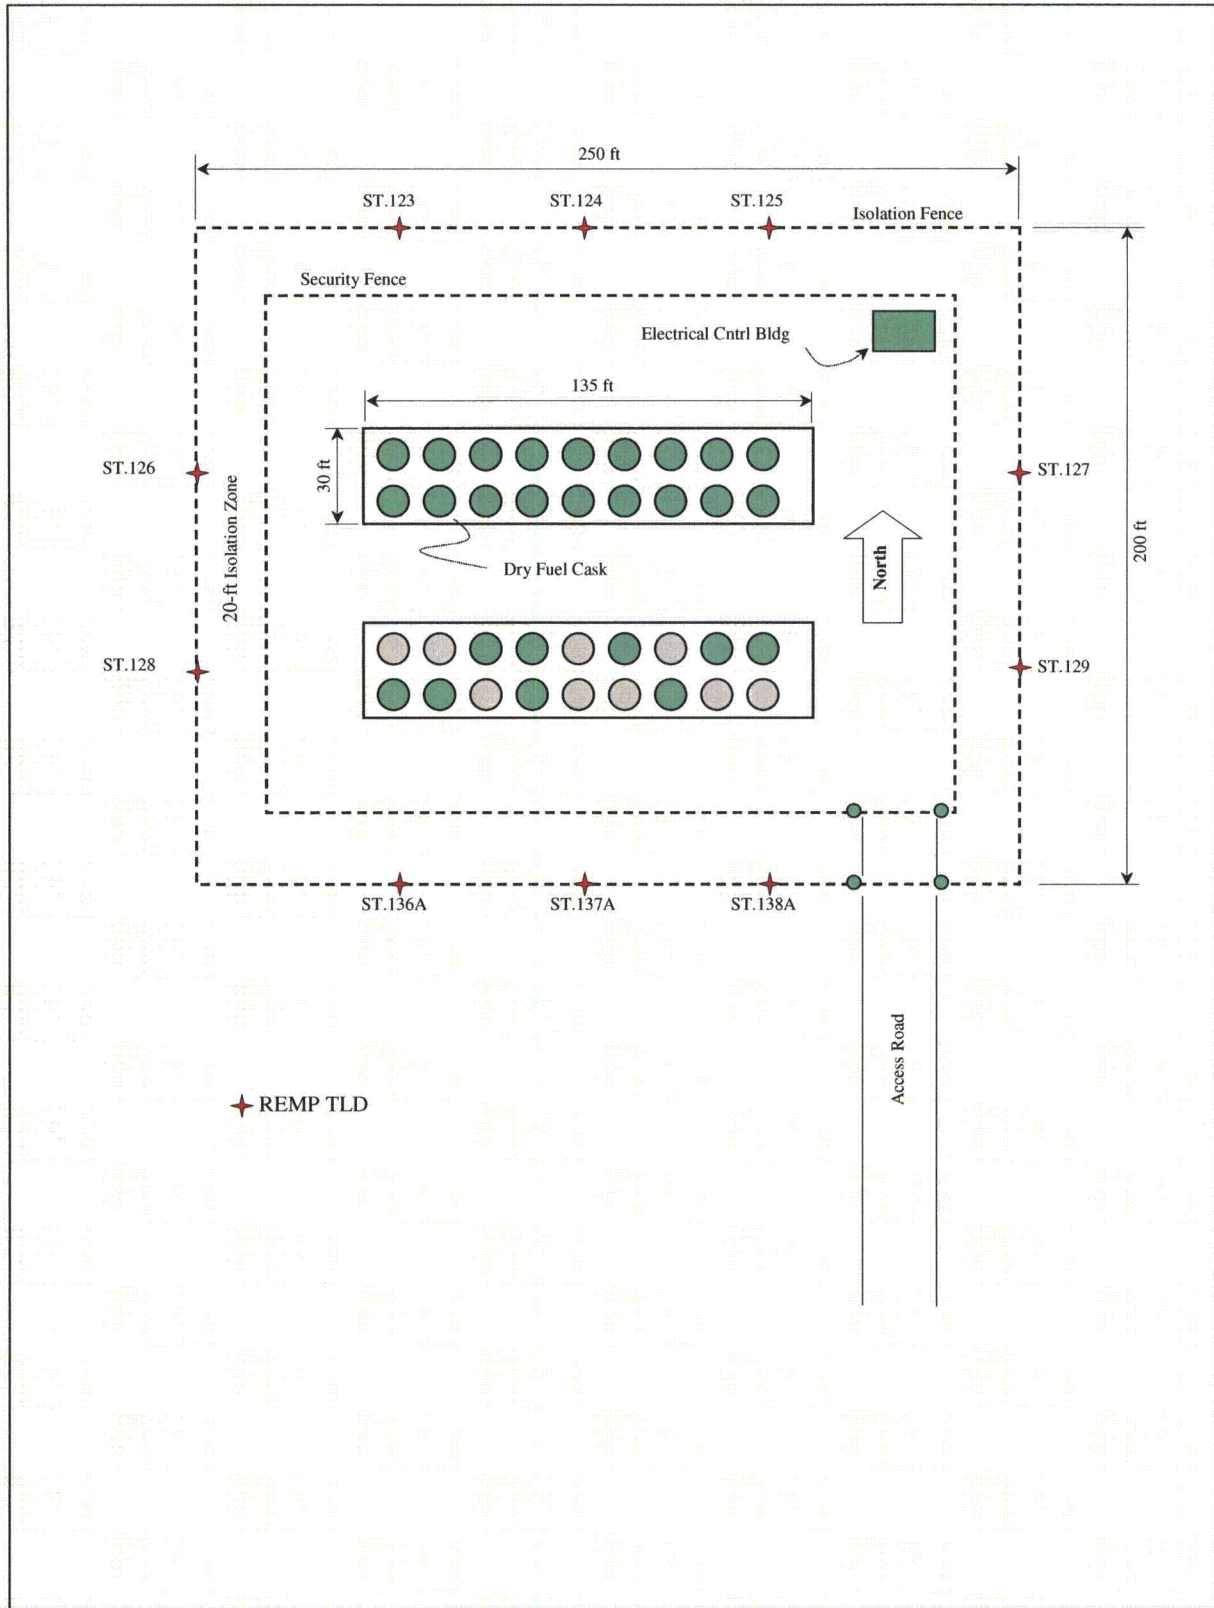 250 ft
ST.123
ST.124
ST.125
Isolation Fence
Security Fence
Electrical Cntrl Bldg
135 ft
ST.126
30 ft
ST.127
20-ft Isolation Zone
200 ft
Dry Fuel Cask
North
ST.128
ST.129
ST.136A
ST.137A
ST.138A
Access Road
REMP TLD